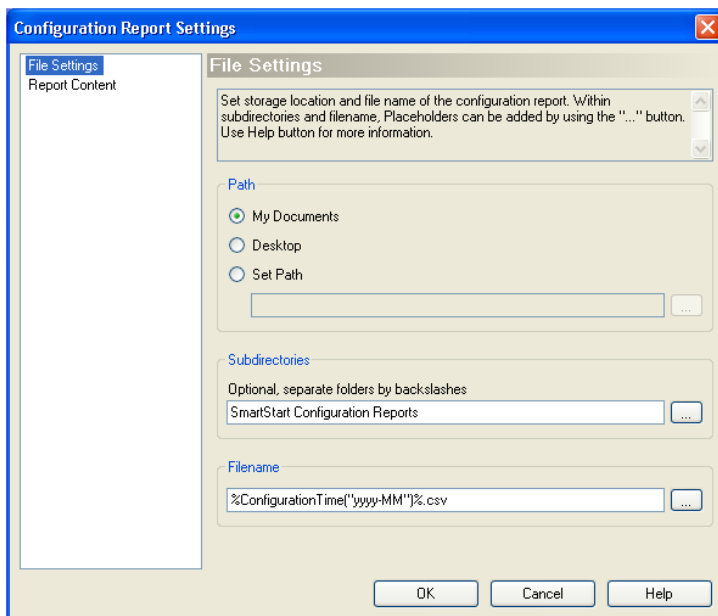 Configuration Report Settings
File Settings
Report Content
File Settings
Set storage location and file name of the configuration report. Within
subdirectories and filename, Placeholders can be added by using the "..." button.
Use Help button for more information.
Path
My Documents
Desktop
Set Path
...
Subdirectories
Optional, separate folders by backslashes
SmartStart Configuration Reports
...
Filename
%ConfigurationTime("yyyy-MM")%.csv
...
OK
Cancel
Help